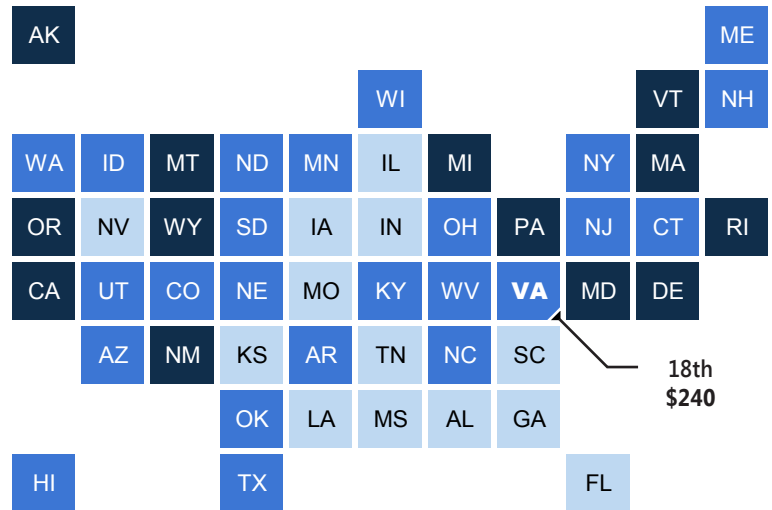 AK ME
WI VT NH
WA ID MT ND MN IL MI NY MA
OR NV WY SD IA IN OH PA NJ CT RI
CA UT CO NE MO KY WV VA MD DE
AZ NM KS AR TN NC SC
18th
$240
OK LA MS AL GA
HI TX FL